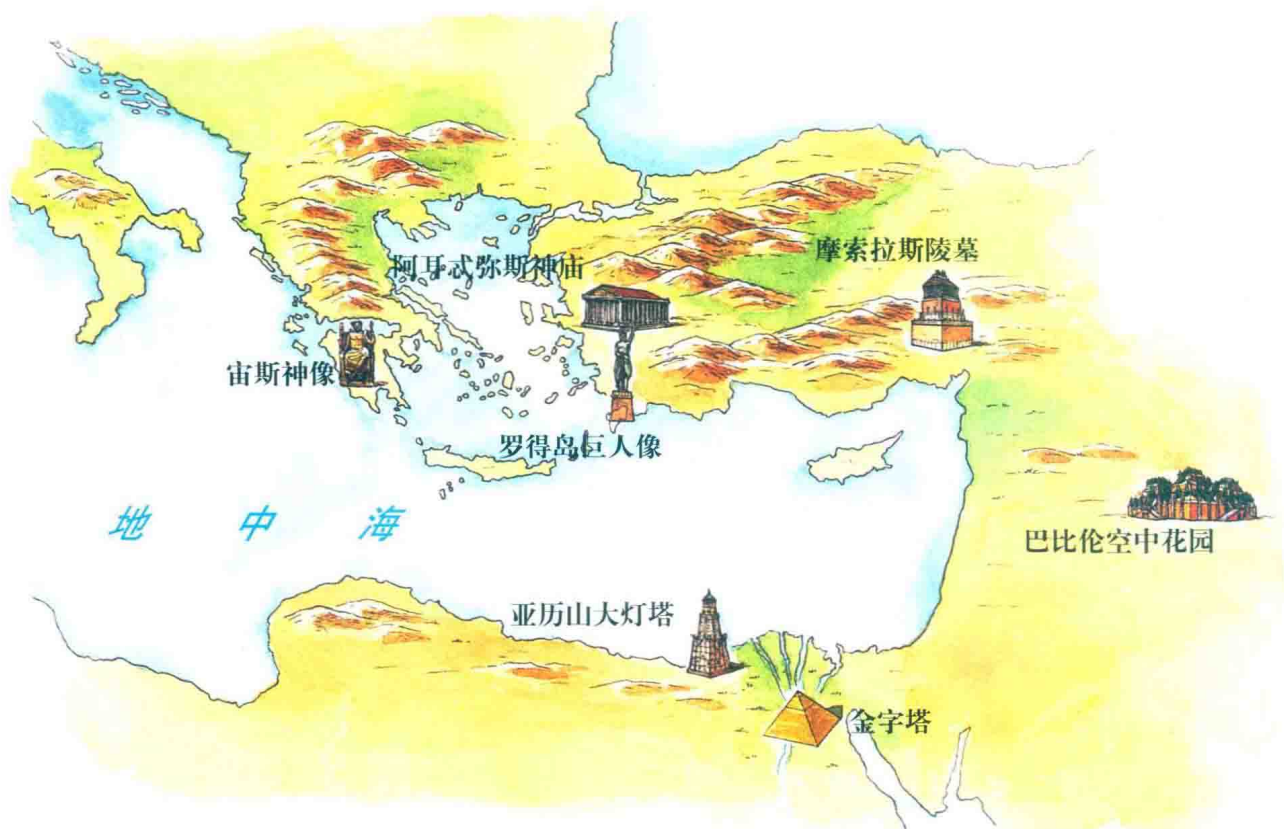 摩索拉斯陵墓
阿耳忒弥斯神庙
宙斯神像
罗得岛巨人像
地中海
巴比伦空中花园
亚历山大灯塔
金字塔